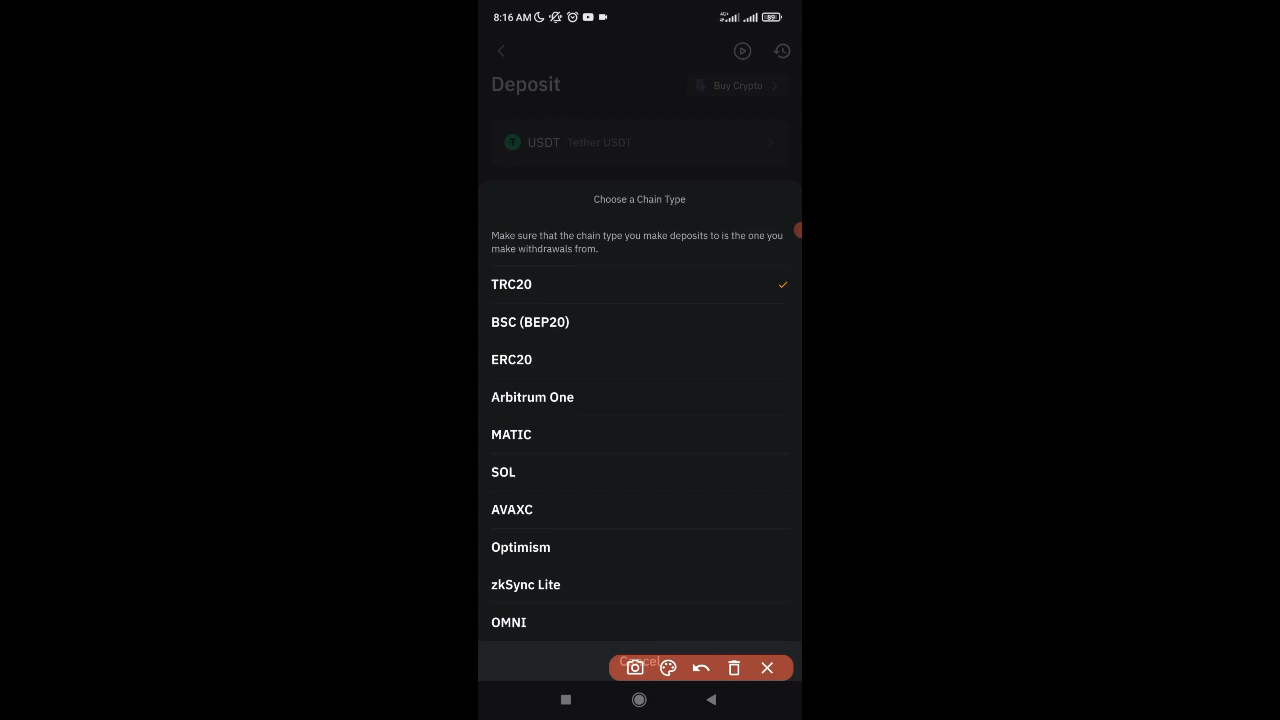 8:16 AM
89
Deposit
Buy Crypto
USDT Tether USDT
Choose a Chain Type
Make sure that the chain type you make deposits to is the one you
make withdrawals from.
TRC20
BSC (BEP20)
ERC20
Arbitrum One
MATIC
SOL
AVAXC
Optimism
zkSync Lite
OMNI
Cancel